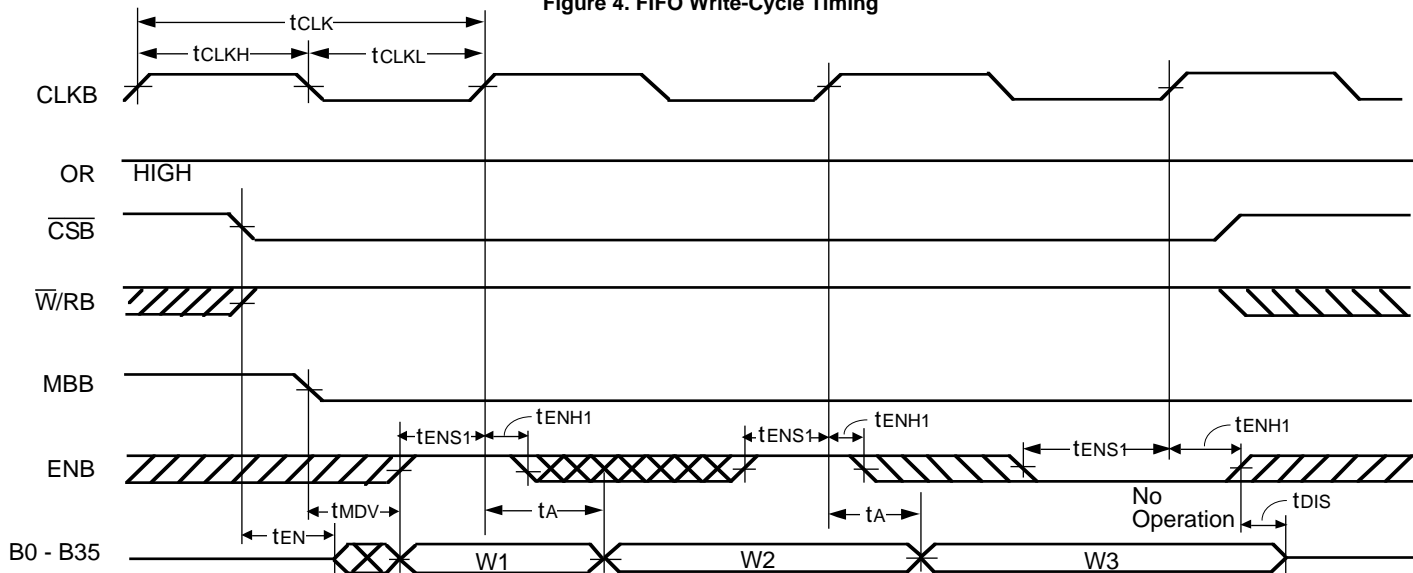 Figure 4. FIFO Write-Cycle Timing
tCLK
tCLKH
tCLKL
CLKB
OR
HIGH
CSB
W/RB
MBB
tENS1
tENH1
tENS1
tENH1
tENS1
tENH1
ENB
No
Operation
tMDV
tA
tA
tDIS
tEN
B0 - B35
W1
W2
W3